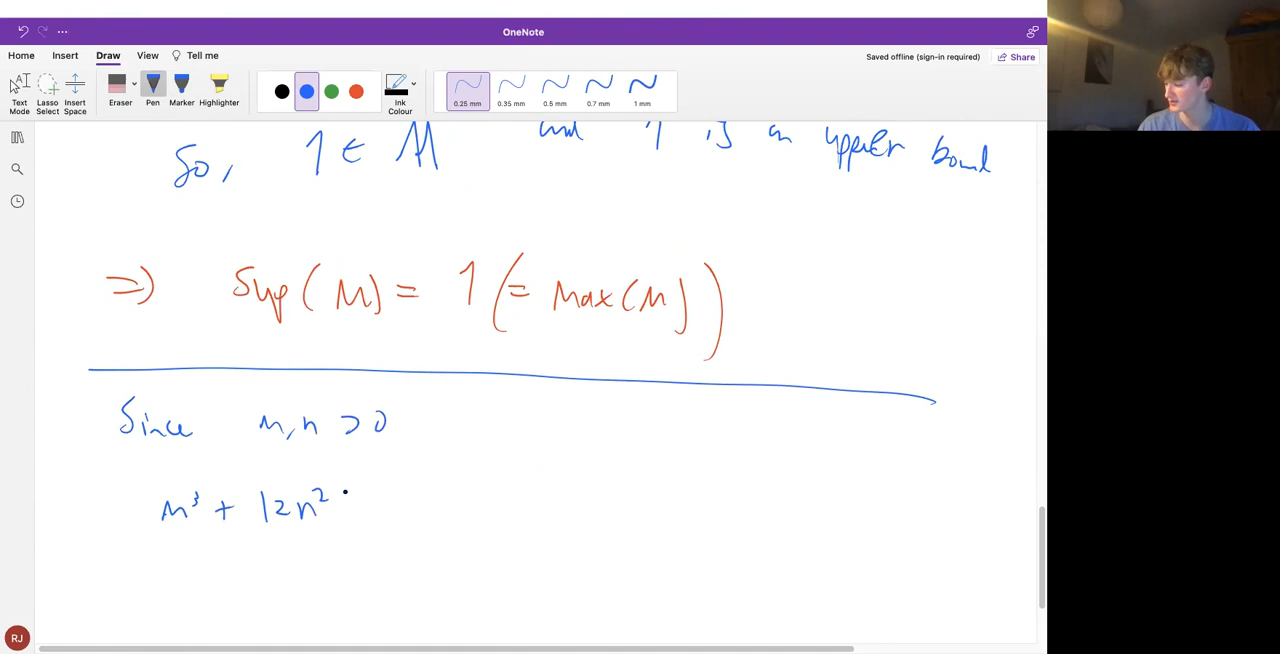 OneNote
Home Insert Draw View Tell me
Saved offline (sign-in required) Share
Text Mode Lasso Select Insert Space Eraser Pen Marker Highlighter Ink Colour 0.25 mm 0.35 mm 0.5 mm 0.7 mm 1 mm
So, 1 ∈ M and 1 is an upper bound
⇒ Sup(M) = 1 (= Max(M))
Since m,n > 0
m³ + 12n²
RJ